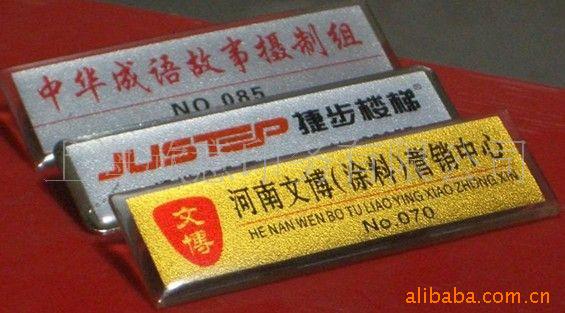 中华成语故事摄制组
NO.085
JUSTEP 捷步楼梯®
文博
河南文博(涂料)营销中心
HE NAN WEN BO TU LIAO YING XIAO ZHONG XIN
No.070
alibaba.com.cn